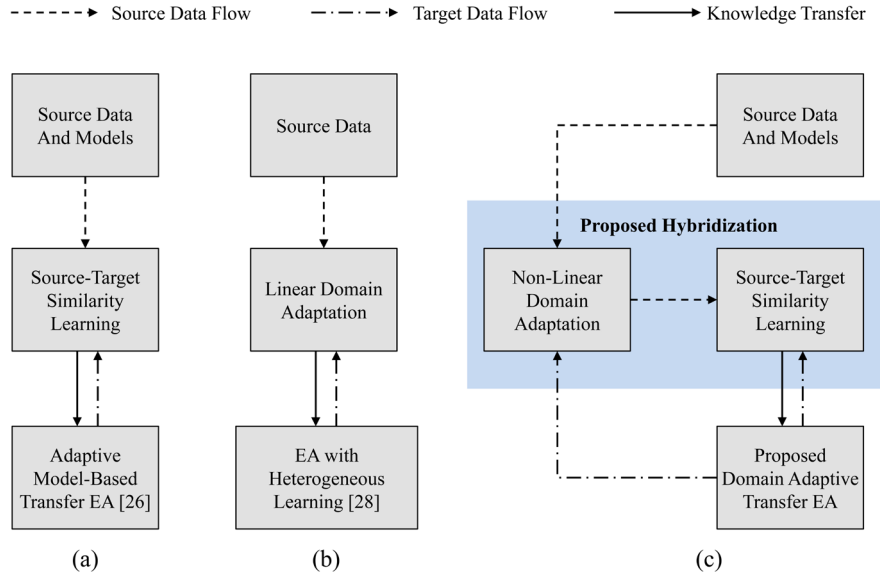 Source Data Flow
Target Data Flow
Knowledge Transfer
Source Data
And Models
Source-Target
Similarity
Learning
Adaptive
Model-Based
Transfer EA [26]
(a)
Source Data
Linear Domain
Adaptation
EA with
Heterogeneous
Learning [28]
(b)
Source Data
And Models
Proposed Hybridization
Non-Linear
Domain
Adaptation
Source-Target
Similarity
Learning
Proposed
Domain Adaptive
Transfer EA
(c)